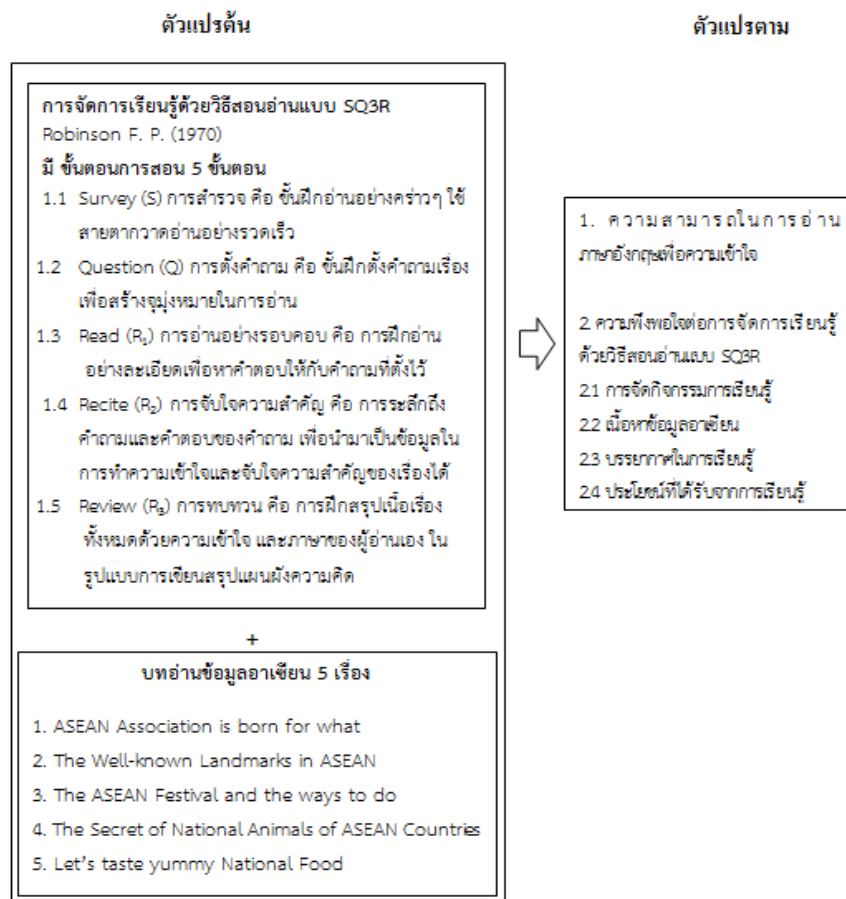 ตัวแปรต้น
การจัดการเรียนรู้ด้วยวิธีสอนอ่านแบบ SQ3R
Robinson F. P. (1970)
มี ขั้นตอนการสอน 5 ขั้นตอน
1.1 Survey (S) การสำรวจ คือ ขั้นฝึกอ่านอย่างคร่าวๆ ใช้
สายตากวาดอ่านอย่างรวดเร็ว
1.2 Question (Q) การตั้งคำถาม คือ ขั้นฝึกตั้งคำถามเรื่อง
เพื่อสร้างจุมุ่งหมายในการอ่าน
1.3 Read (R₁) การอ่านอย่างรอบคอบ คือ การฝึกอ่าน
อย่างละเอียดเพื่อหาคำตอบให้กับคำถามที่ตั้งไว้
1.4 Recite (R₂) การจับใจความสำคัญ คือ การระลึกถึง
คำถามและคำตอบของคำถาม เพื่อนำมาเป็นข้อมูลใน
การทำความเข้าใจและจับใจความสำคัญของเรื่องได้
1.5 Review (R₃) การทบทวน คือ การฝึกสรุปเนื้อเรื่อง
ทั้งหมดด้วยความเข้าใจ และภาษาของผู้อ่านเอง ใน
รูปแบบการเขียนสรุปแผนผังความคิด
+
บทอ่านข้อมูลอาเซียน 5 เรื่อง
1. ASEAN Association is born for what
2. The Well-known Landmarks in ASEAN
3. The ASEAN Festival and the ways to do
4. The Secret of National Animals of ASEAN Countries
5. Let's taste yummy National Food
ตัวแปรตาม
1. ความสามารถในการอ่าน
ภาษาอังกฤษเพื่อความเข้าใจ
2 ความพึงพอใจต่อการจัดการเรียนรู้
ด้วยวิธีสอนอ่านแบบ SQ3R
21 การจัดกิจกรรมการเรียนรู้
22 เนื้อหาข้อมูลอาเซียน
23 บรรยากาศในการเรียนรู้
24 ประโยชน์ที่ได้รับจากการเรียนรู้